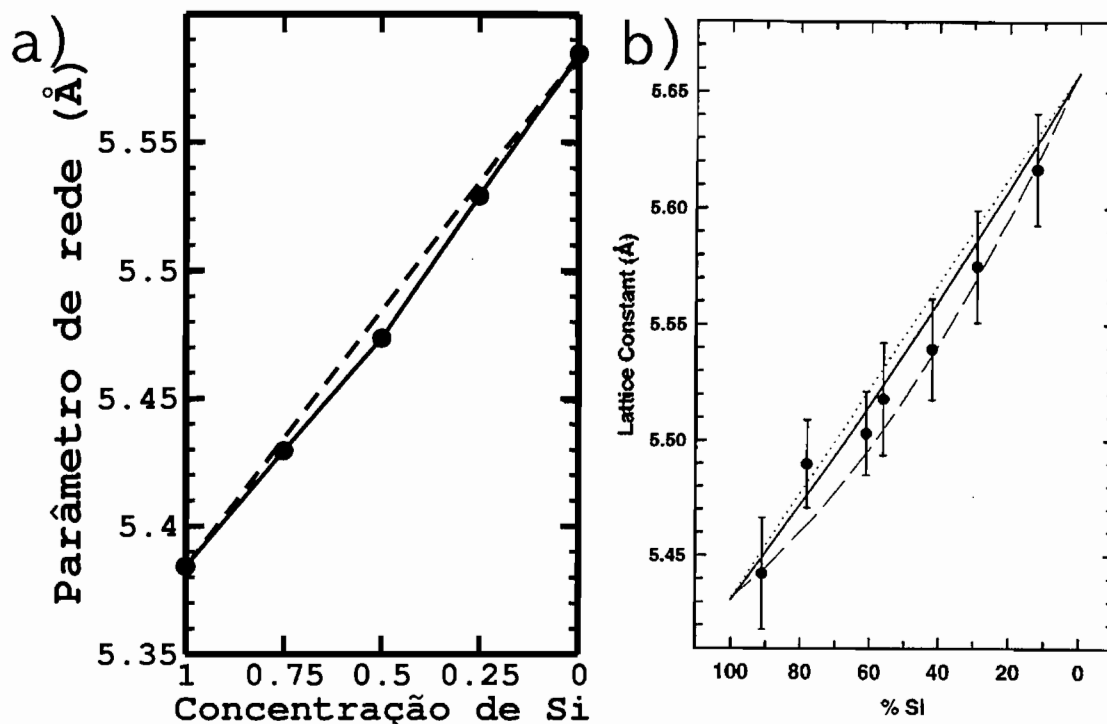 a)
Parâmetro de rede (Å)
5.55
5.5
5.45
5.4
5.35
1 0.75 0.5 0.25 0
Concentração de Si
b)
Lattice Constant (Å)
5.65
5.60
5.55
5.50
5.45
100 80 60 40 20 0
% Si